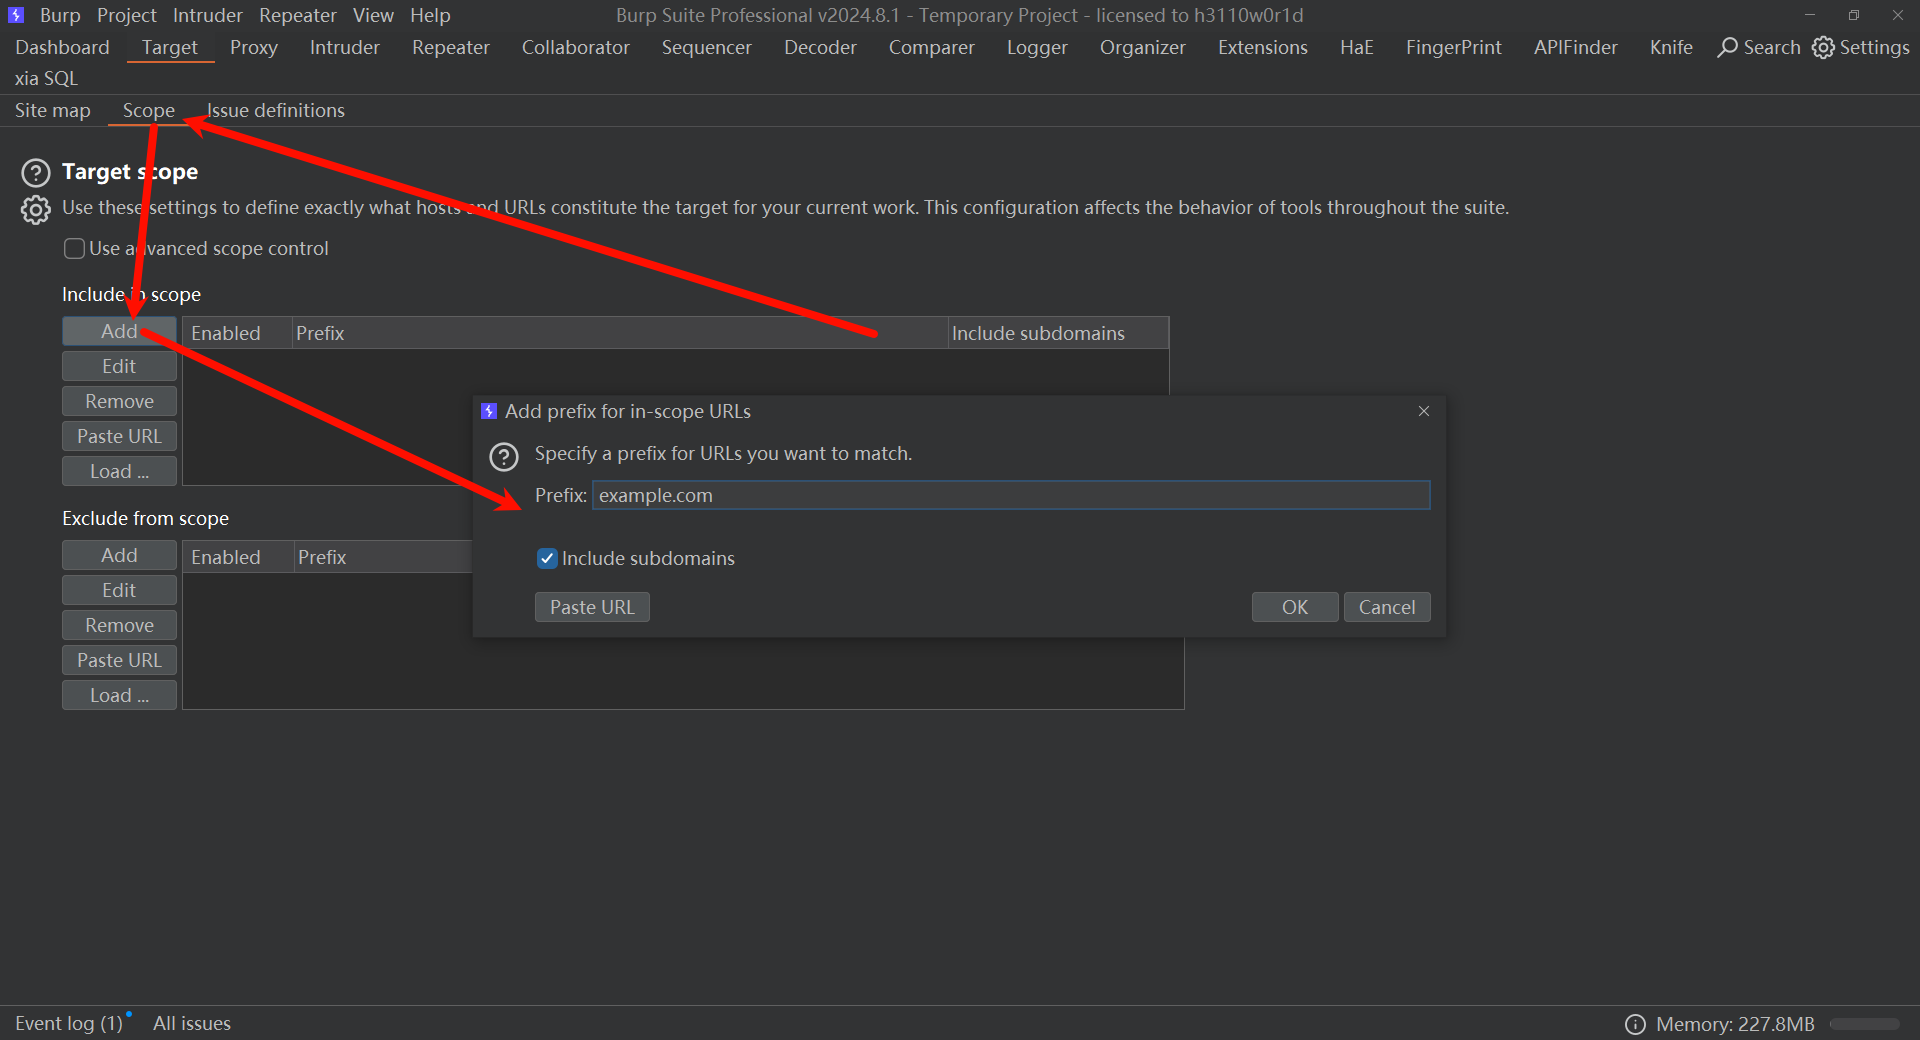 Burp Project Intruder Repeater View Help
Burp Suite Professional v2024.8.1 - Temporary Project - licensed to h3110w0r1d
Dashboard Target Proxy Intruder Repeater Collaborator Sequencer Decoder Comparer Logger Organizer Extensions HaE FingerPrint APIFinder Knife Search Settings
xia SQL
Site map Scope Issue definitions
Target scope
Use these settings to define exactly what hosts and URLs constitute the target for your current work. This configuration affects the behavior of tools throughout the suite.
Use advanced scope control
Include in scope
Add
Edit
Remove
Paste URL
Load ...
Enabled Prefix Include subdomains
Add prefix for in-scope URLs
Specify a prefix for URLs you want to match.
Prefix: example.com
Include subdomains
Paste URL OK Cancel
Exclude from scope
Add
Edit
Remove
Paste URL
Load ...
Enabled Prefix
Event log (1) All issues
Memory: 227.8MB